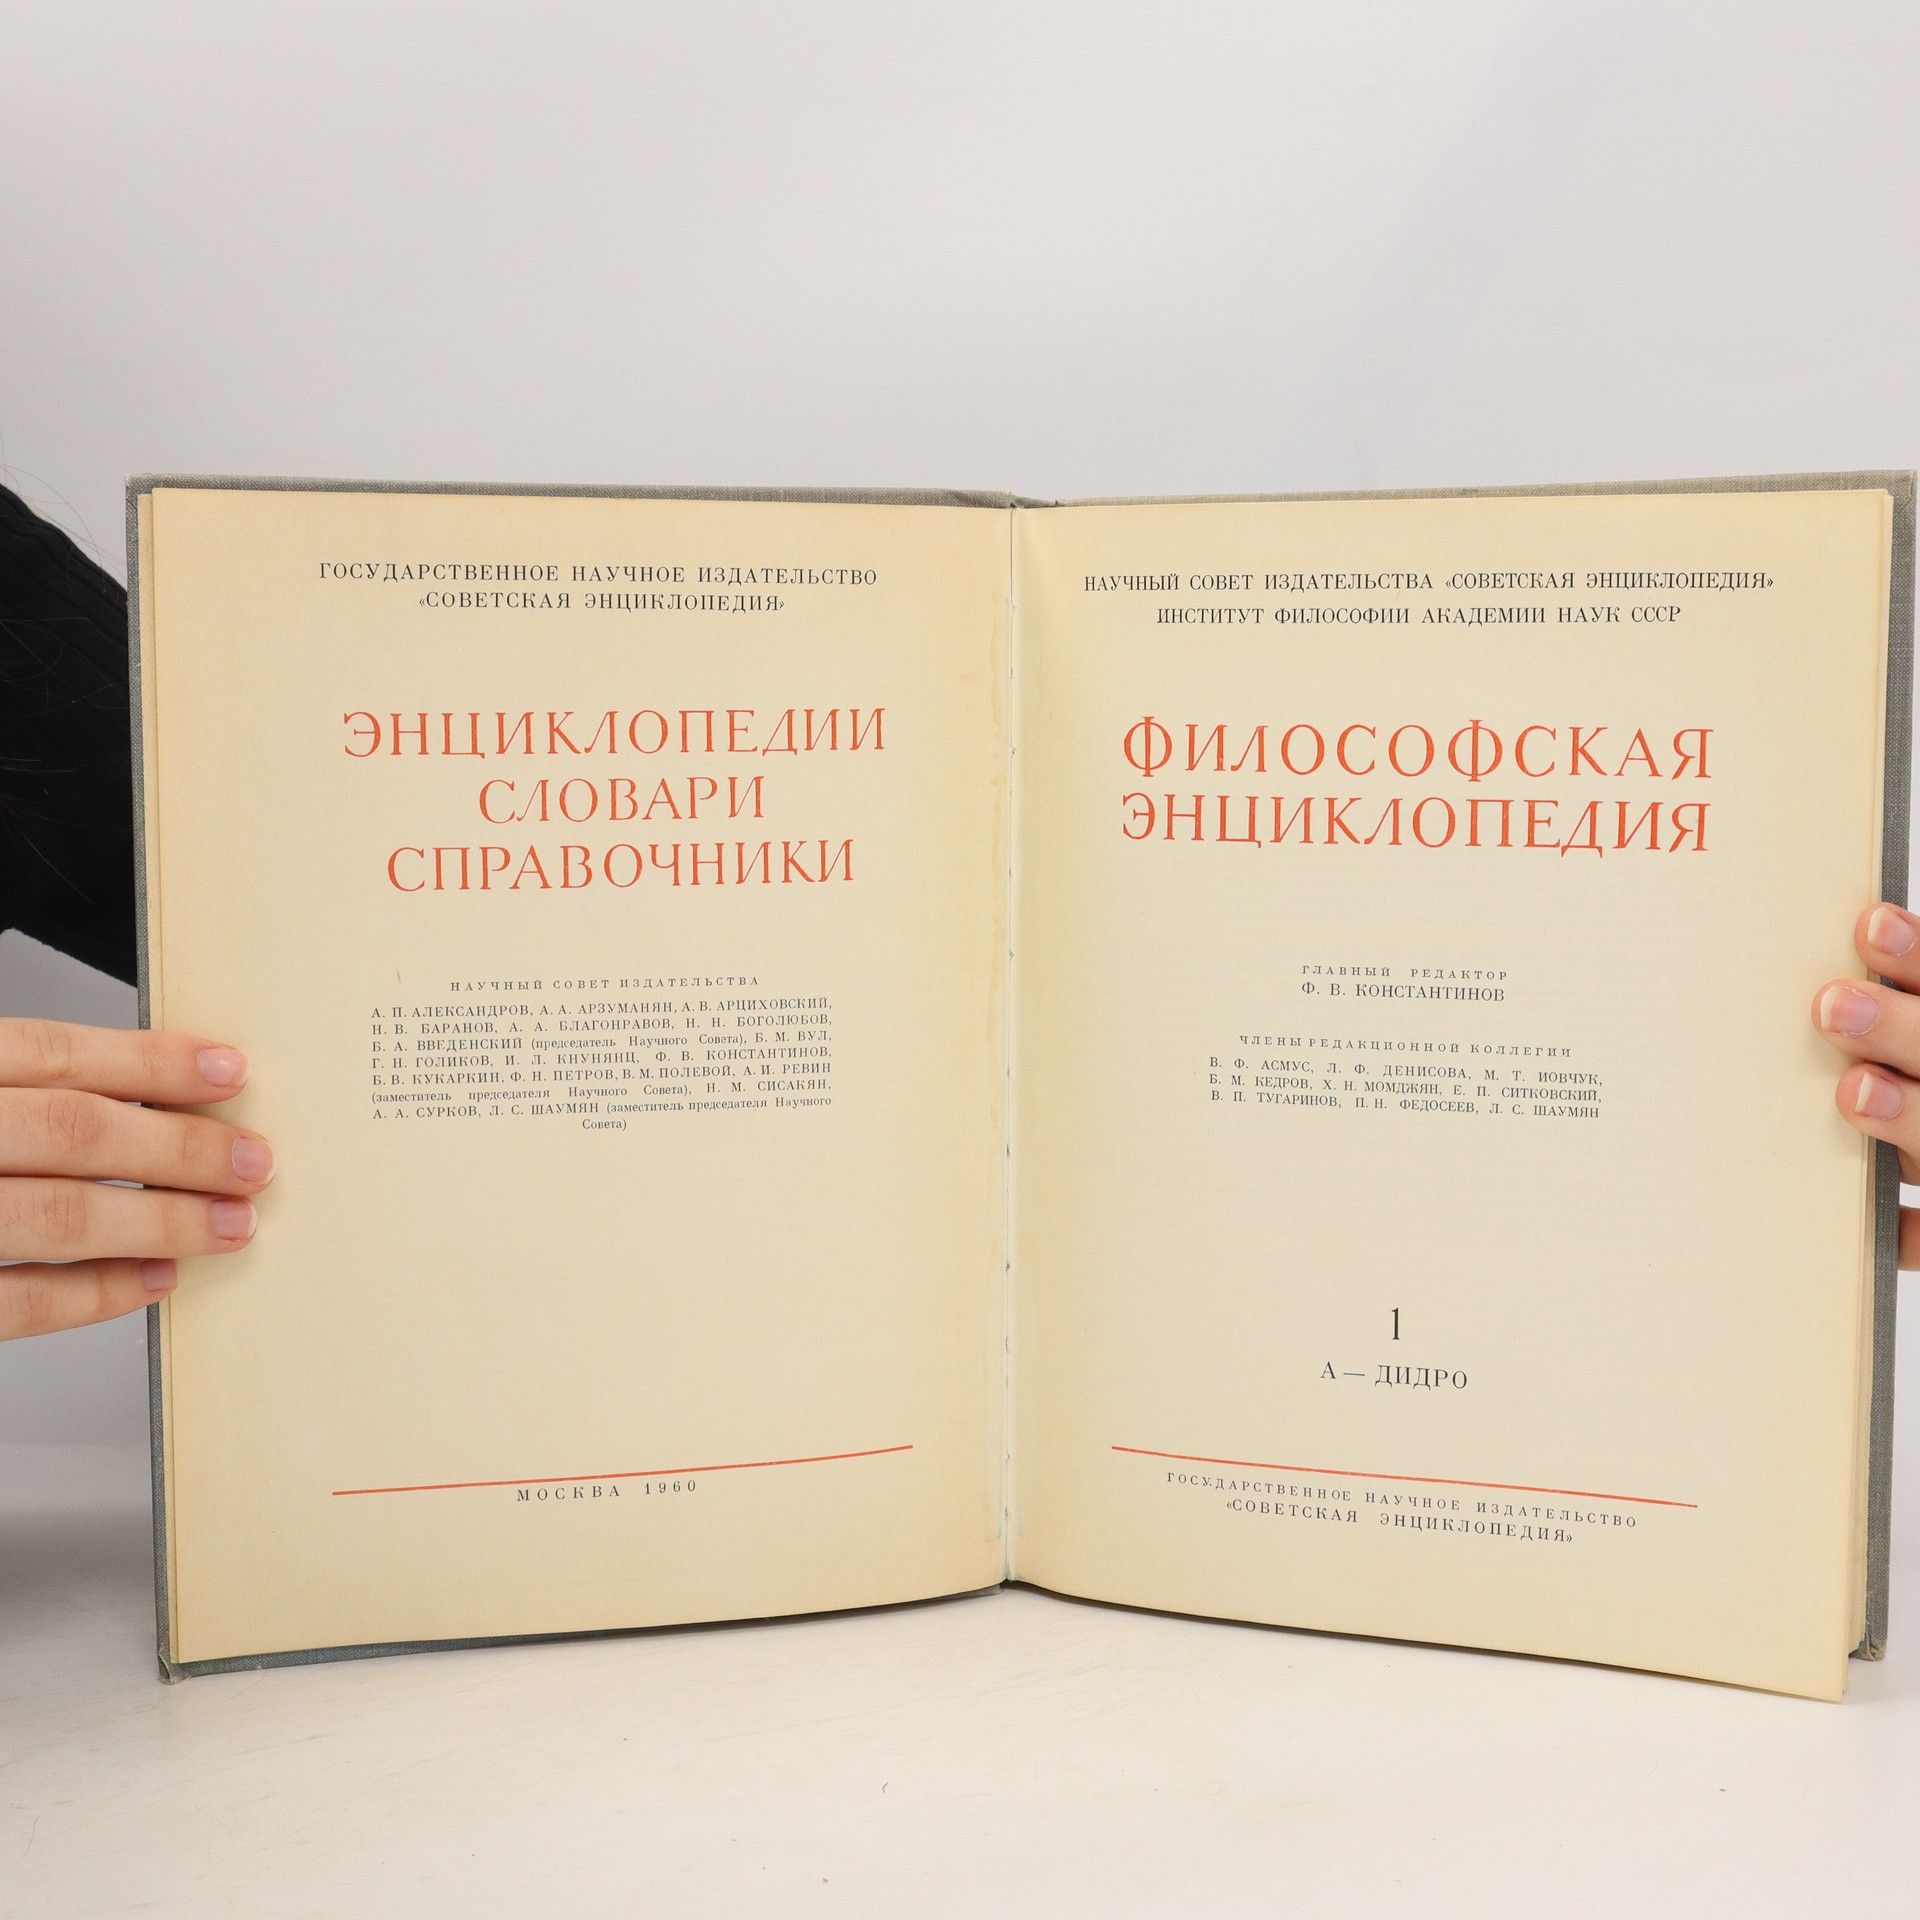 ГОСУДАРСТВЕННОЕ НАУЧНОЕ ИЗДАТЕЛЬСТВО
«СОВЕТСКАЯ ЭНЦИКЛОПЕДИЯ»
ЭНЦИКЛОПЕДИИ
СЛОВАРИ
СПРАВОЧНИКИ
НАУЧНЫЙ СОВЕТ ИЗДАТЕЛЬСТВА
А. П. АЛЕКСАНДРОВ, А. А. АРЗУМАНЯН, А. В. АРЦИХОВСКИЙ,
Н. В. БАРАНОВ, А. А. БЛАГОНРАВОВ, Н. Н. БОГОЛЮБОВ,
Б. А. ВВЕДЕНСКИЙ (председатель Научного Совета), Б. М. ВУЛ,
Г. Н. ГОЛИКОВ, И. Л. КНУНЯНЦ, Ф. В. КОНСТАНТИНОВ,
Б. В. КУКАРКИН, Ф. Н. ПЕТРОВ, В. М. ПОЛЕВОЙ, А. И. РЕВИН
(заместитель председателя Научного Совета), Н. М. СИСАКЯН,
А. А. СУРКОВ, Л. С. ШАУМЯН (заместитель председателя Научного
Совета)
МОСКВА 1960
НАУЧНЫЙ СОВЕТ ИЗДАТЕЛЬСТВА «СОВЕТСКАЯ ЭНЦИКЛОПЕДИЯ»
ИНСТИТУТ ФИЛОСОФИИ АКАДЕМИИ НАУК СССР
ФИЛОСОФСКАЯ
ЭНЦИКЛОПЕДИЯ
ГЛАВНЫЙ РЕДАКТОР
Ф. В. КОНСТАНТИНОВ
ЧЛЕНЫ РЕДАКЦИОННОЙ КОЛЛЕГИИ
В. Ф. АСМУС, Л. Ф. ДЕНИСОВА, М. Т. ИОВЧУК,
Б. М. КЕДРОВ, Х. Н. МОМДЖЯН, Е. П. СИТКОВСКИЙ,
В. П. ТУГАРИНОВ, П. Н. ФЕДОСЕЕВ, Л. С. ШАУМЯН
1
А — ДИДРО
ГОСУДАРСТВЕННОЕ НАУЧНОЕ ИЗДАТЕЛЬСТВО
«СОВЕТСКАЯ ЭНЦИКЛОПЕДИЯ»